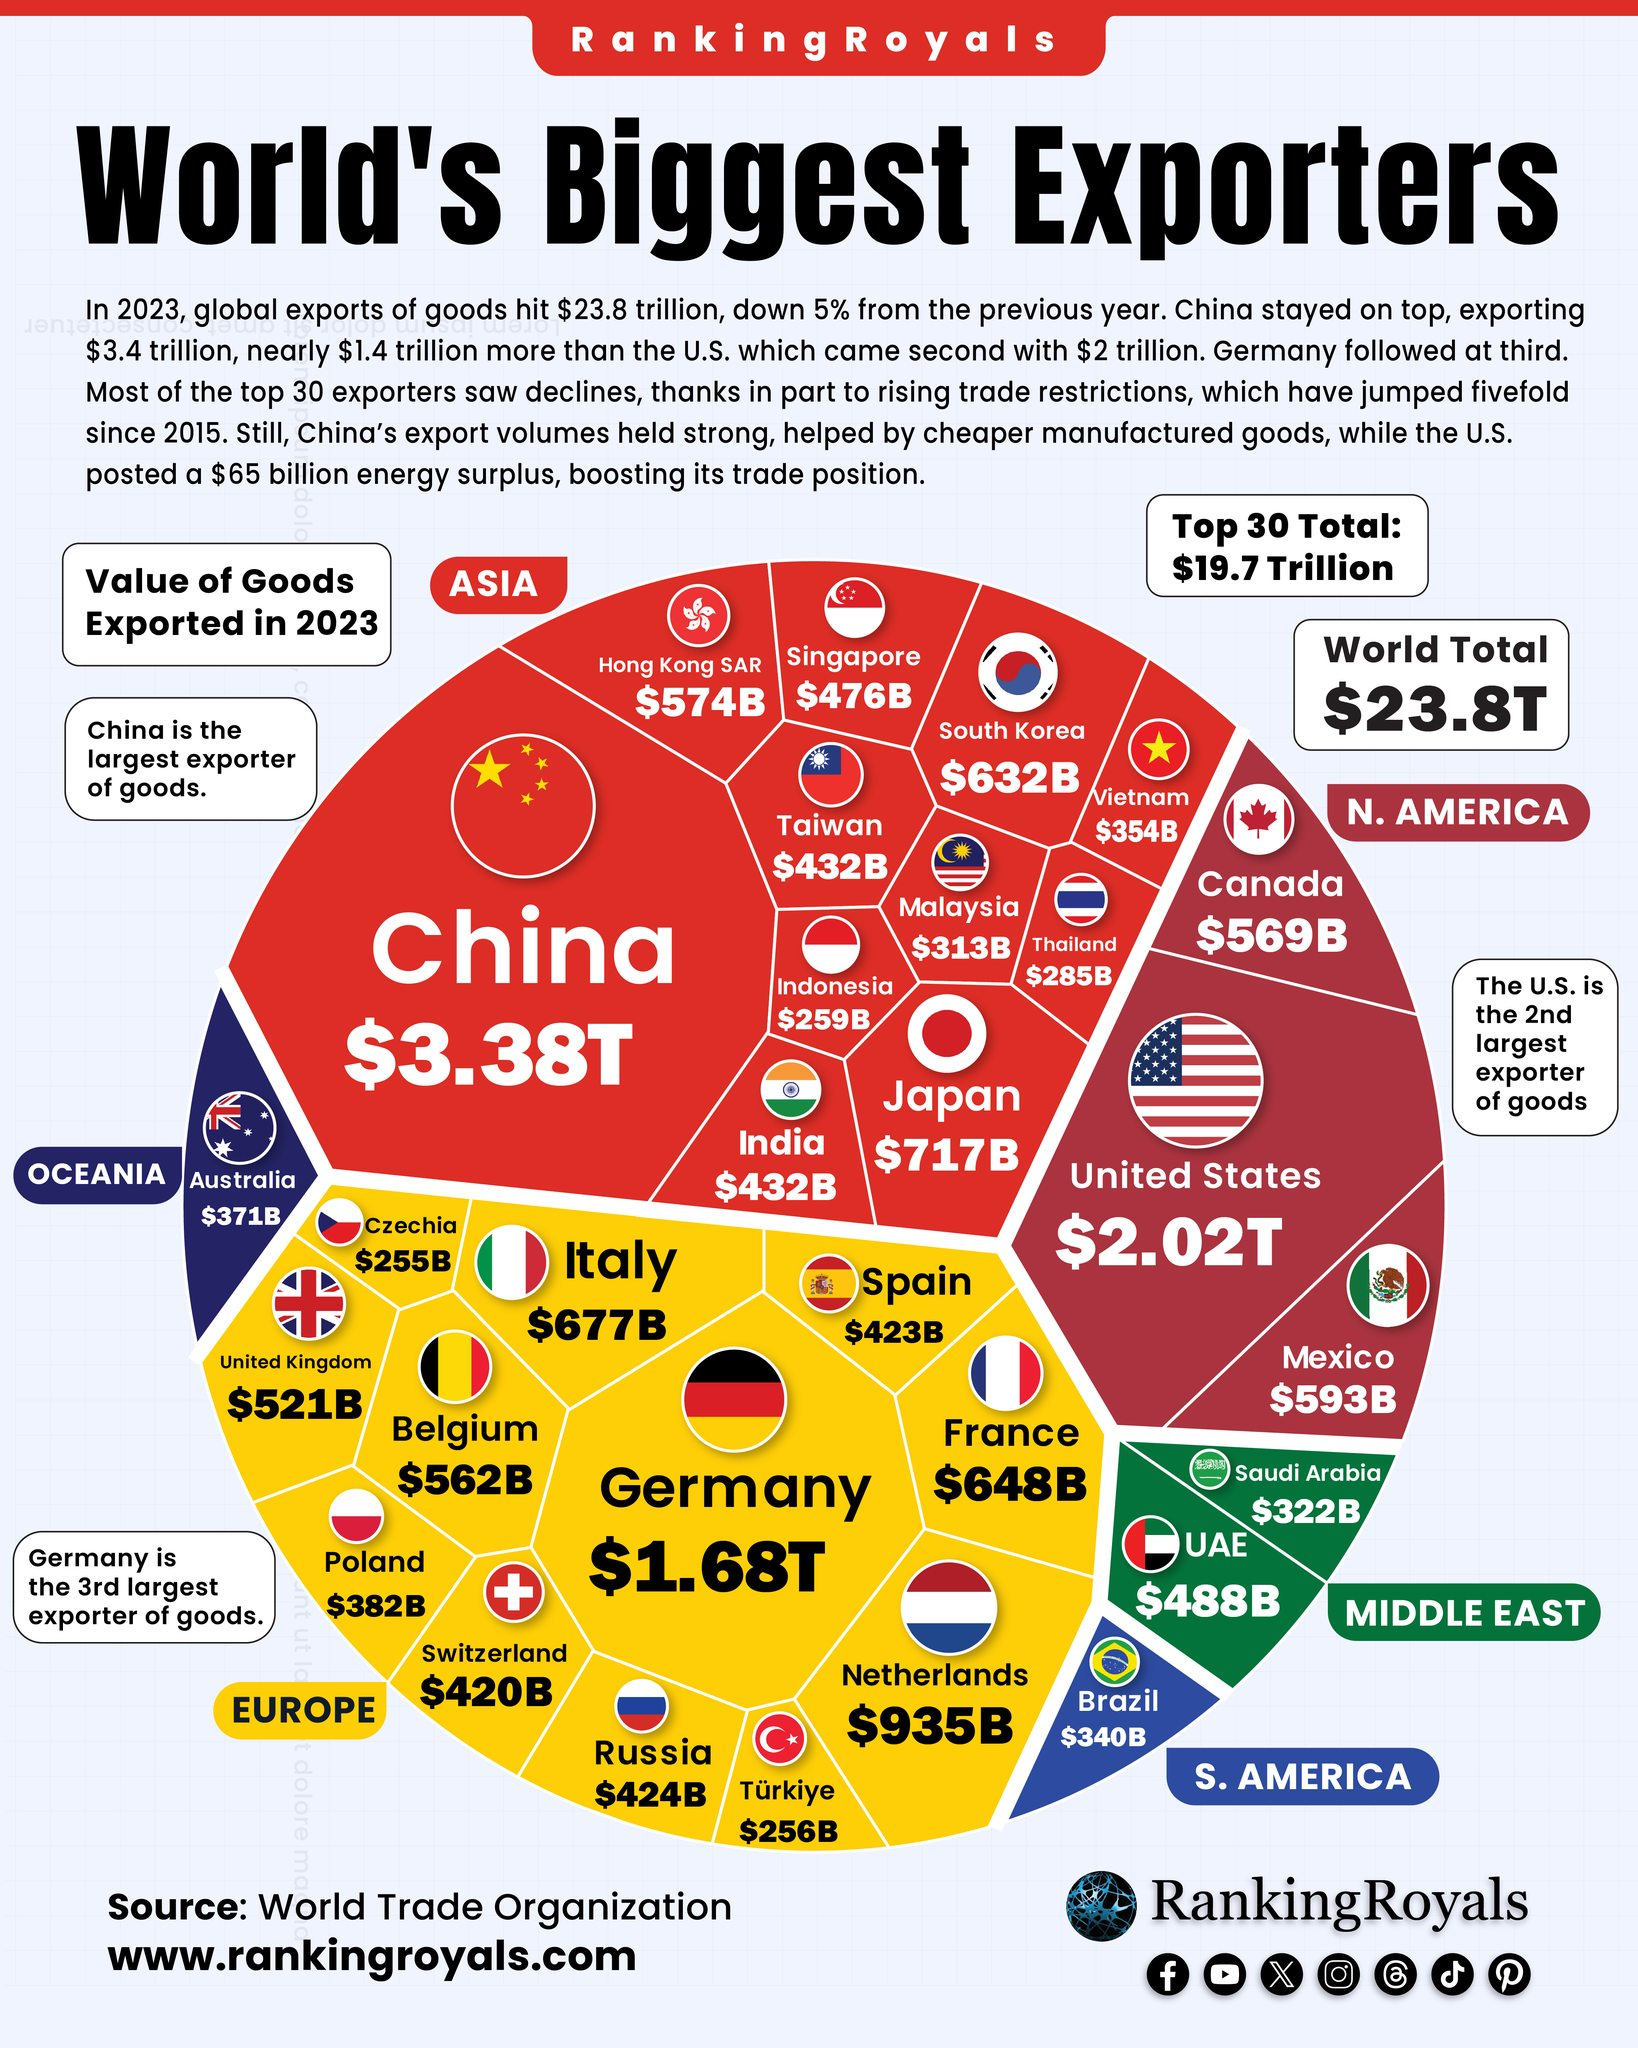 RankingRoyals
World's Biggest Exporters
In 2023, global exports of goods hit $23.8 trillion, down 5% from the previous year. China stayed on top, exporting
$3.4 trillion, nearly $1.4 trillion more than the U.S. which came second with $2 trillion. Germany followed at third.
Most of the top 30 exporters saw declines, thanks in part to rising trade restrictions, which have jumped fivefold
since 2015. Still, China’s export volumes held strong, helped by cheaper manufactured goods, while the U.S.
posted a $65 billion energy surplus, boosting its trade position.
Top 30 Total:
$19.7 Trillion
Value of Goods
Exported in 2023
World Total
$23.8T
China is the
largest exporter
of goods.
ASIA
Hong Kong SAR
$574B
Singapore
$476B
South Korea
$632B
Vietnam
$354B
Taiwan
$432B
Malaysia
$313B
Thailand
$285B
China
$3.38T
Indonesia
$259B
India
$432B
Japan
$717B
N. AMERICA
Canada
$569B
United States
$2.02T
Mexico
$593B
The U.S. is
the 2nd
largest
exporter
of goods
OCEANIA
Australia
$371B
Czechia
$255B
Italy
$677B
Spain
$423B
United Kingdom
$521B
Belgium
$562B
Germany
$1.68T
France
$648B
Poland
$382B
Switzerland
$420B
Russia
$424B
Türkiye
$256B
Netherlands
$935B
Germany is
the 3rd largest
exporter of goods.
EUROPE
Saudi Arabia
$322B
UAE
$488B
MIDDLE EAST
Brazil
$340B
S. AMERICA
Source: World Trade Organization
www.rankingroyals.com
RankingRoyals